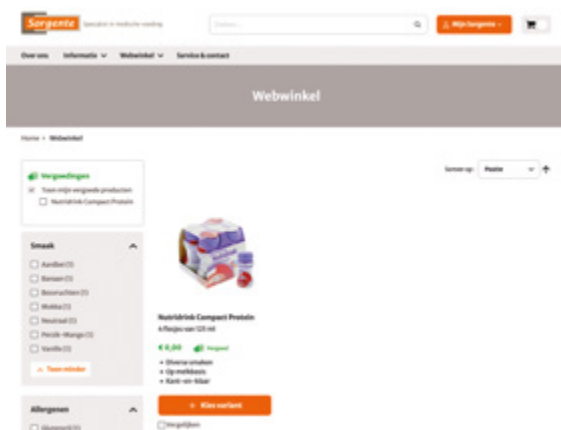 Sorgente Specialist in medische voeding
Zoeken...
Mijn Sorgente
Over ons Informatie Webwinkel Service & contact
Webwinkel
Home > Webwinkel
Vergoedingen
Toon mijn vergoede producten
Nutridrink Compact Protein
Sorteer op: Positie
Smaak
Aardbei (1)
Banaan (1)
Bosvruchten (1)
Mokka (1)
Neutraal (1)
Perzik-Mango (1)
Vanille (1)
Toon minder
Allergenen
Glutenvrij (1)
Nutridrink Compact Protein
4 flesjes van 125 ml
€ 0,00 Vergoed
+ Diverse smaken
+ Op melkbasis
+ Kant-en-klaar
+ Kies variant
Vergelijken